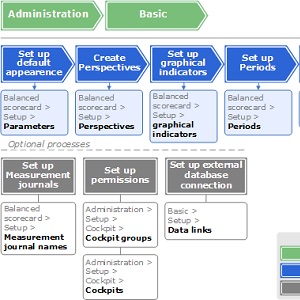 Administration
Basic
Set up
default
appearence
Create
Perspectives
Set up
graphical
indicators
Set up
Periods
Balanced
scorecard >
Setup >
Parameters
Balanced
scorecard >
Setup >
Perspectives
Balanced
scorecard >
Setup >
graphical
indicators
Balanced
scorecard >
Setup >
Periods
Optional processes
Set up
Measurement
journals
Set up
permissions
Set up external
database
connection
Balanced
scorecard >
Setup >
Measurement
journal names
Administration >
Setup >
Cockpit >
Cockpit groups
Basic >
Setup >
Data links
Administration >
Setup >
Cockpit >
Cockpits